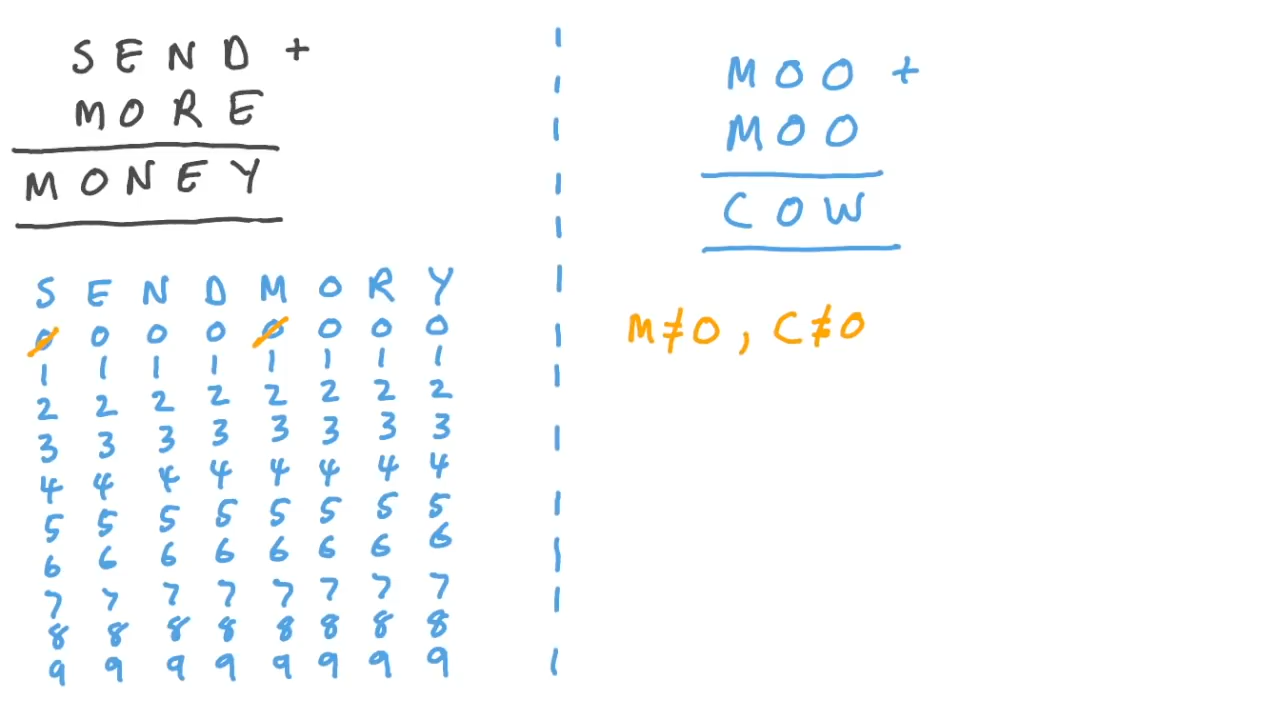 S E N D +
M O R E
M O N E Y
S E N D M O R Y
0 0 0 0 0 0 0 0
1 1 1 1 1 1 1 1
2 2 2 2 2 2 2 2
3 3 3 3 3 3 3 3
4 4 4 4 4 4 4 4
5 5 5 5 5 5 5 5
6 6 6 6 6 6 6 6
7 7 7 7 7 7 7 7
8 8 8 8 8 8 8 8
9 9 9 9 9 9 9 9
M O O +
M O O
C O W
M≠0, C≠0